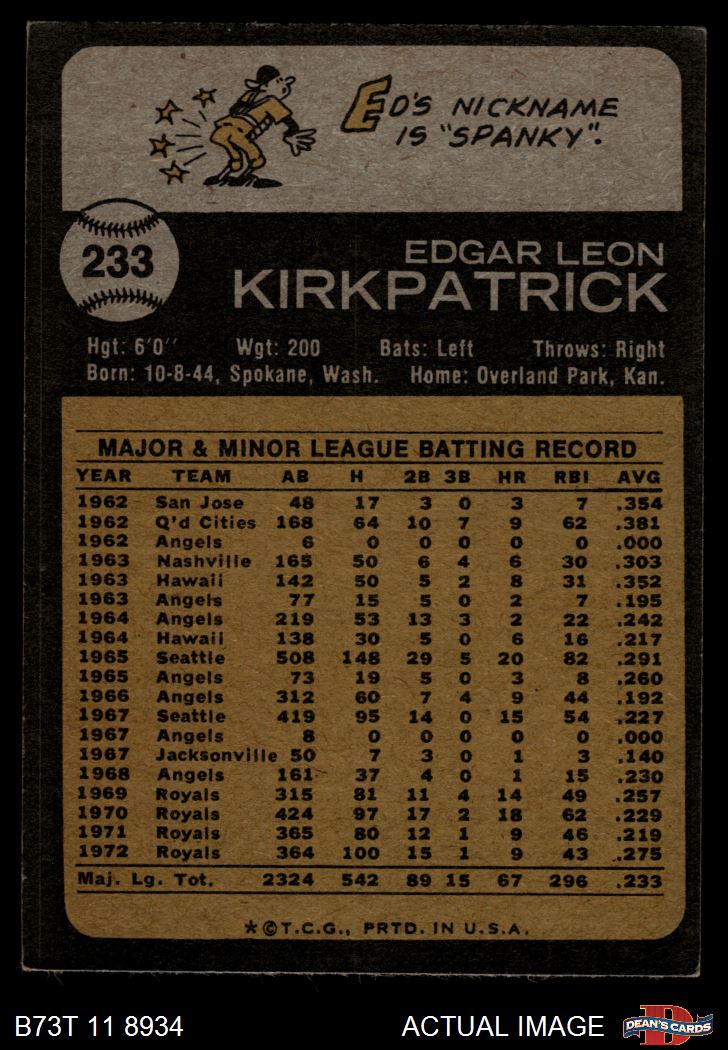 ED'S NICKNAME
IS "SPANKY".
233
EDGAR LEON
KIRKPATRICK
Hgt: 6'0'' Wgt: 200 Bats: Left Throws: Right
Born: 10-8-44, Spokane, Wash. Home: Overland Park, Kan.
MAJOR & MINOR LEAGUE BATTING RECORD
YEAR TEAM AB H 2B 3B HR RBI AVG
1962 San Jose 48 17 3 0 3 7 .354
1962 Q'd Cities 168 64 10 7 9 62 .381
1962 Angels 6 0 0 0 0 0 .000
1963 Nashville 165 50 6 4 6 30 .303
1963 Hawaii 142 50 5 2 8 31 .352
1963 Angels 77 15 5 0 2 7 .195
1964 Angels 219 53 13 3 2 22 .242
1964 Hawaii 138 30 5 0 6 16 .217
1965 Seattle 508 148 29 5 20 82 .291
1965 Angels 73 19 5 0 3 8 .260
1966 Angels 312 60 7 4 9 44 .192
1967 Seattle 419 95 14 0 15 54 .227
1967 Angels 8 0 0 0 0 0 .000
1967 Jacksonville 50 7 3 0 1 3 .140
1968 Angels 161 37 4 0 1 15 .230
1969 Royals 315 81 11 4 14 49 .257
1970 Royals 424 97 17 2 18 62 .229
1971 Royals 365 80 12 1 9 46 .219
1972 Royals 364 100 15 1 9 43 .275
Maj. Lg. Tot. 2324 542 89 15 67 296 .233
*©T.C.G., PRTD. IN U.S.A.
B73T 11 8934 ACTUAL IMAGE D DEAN'S CARDS